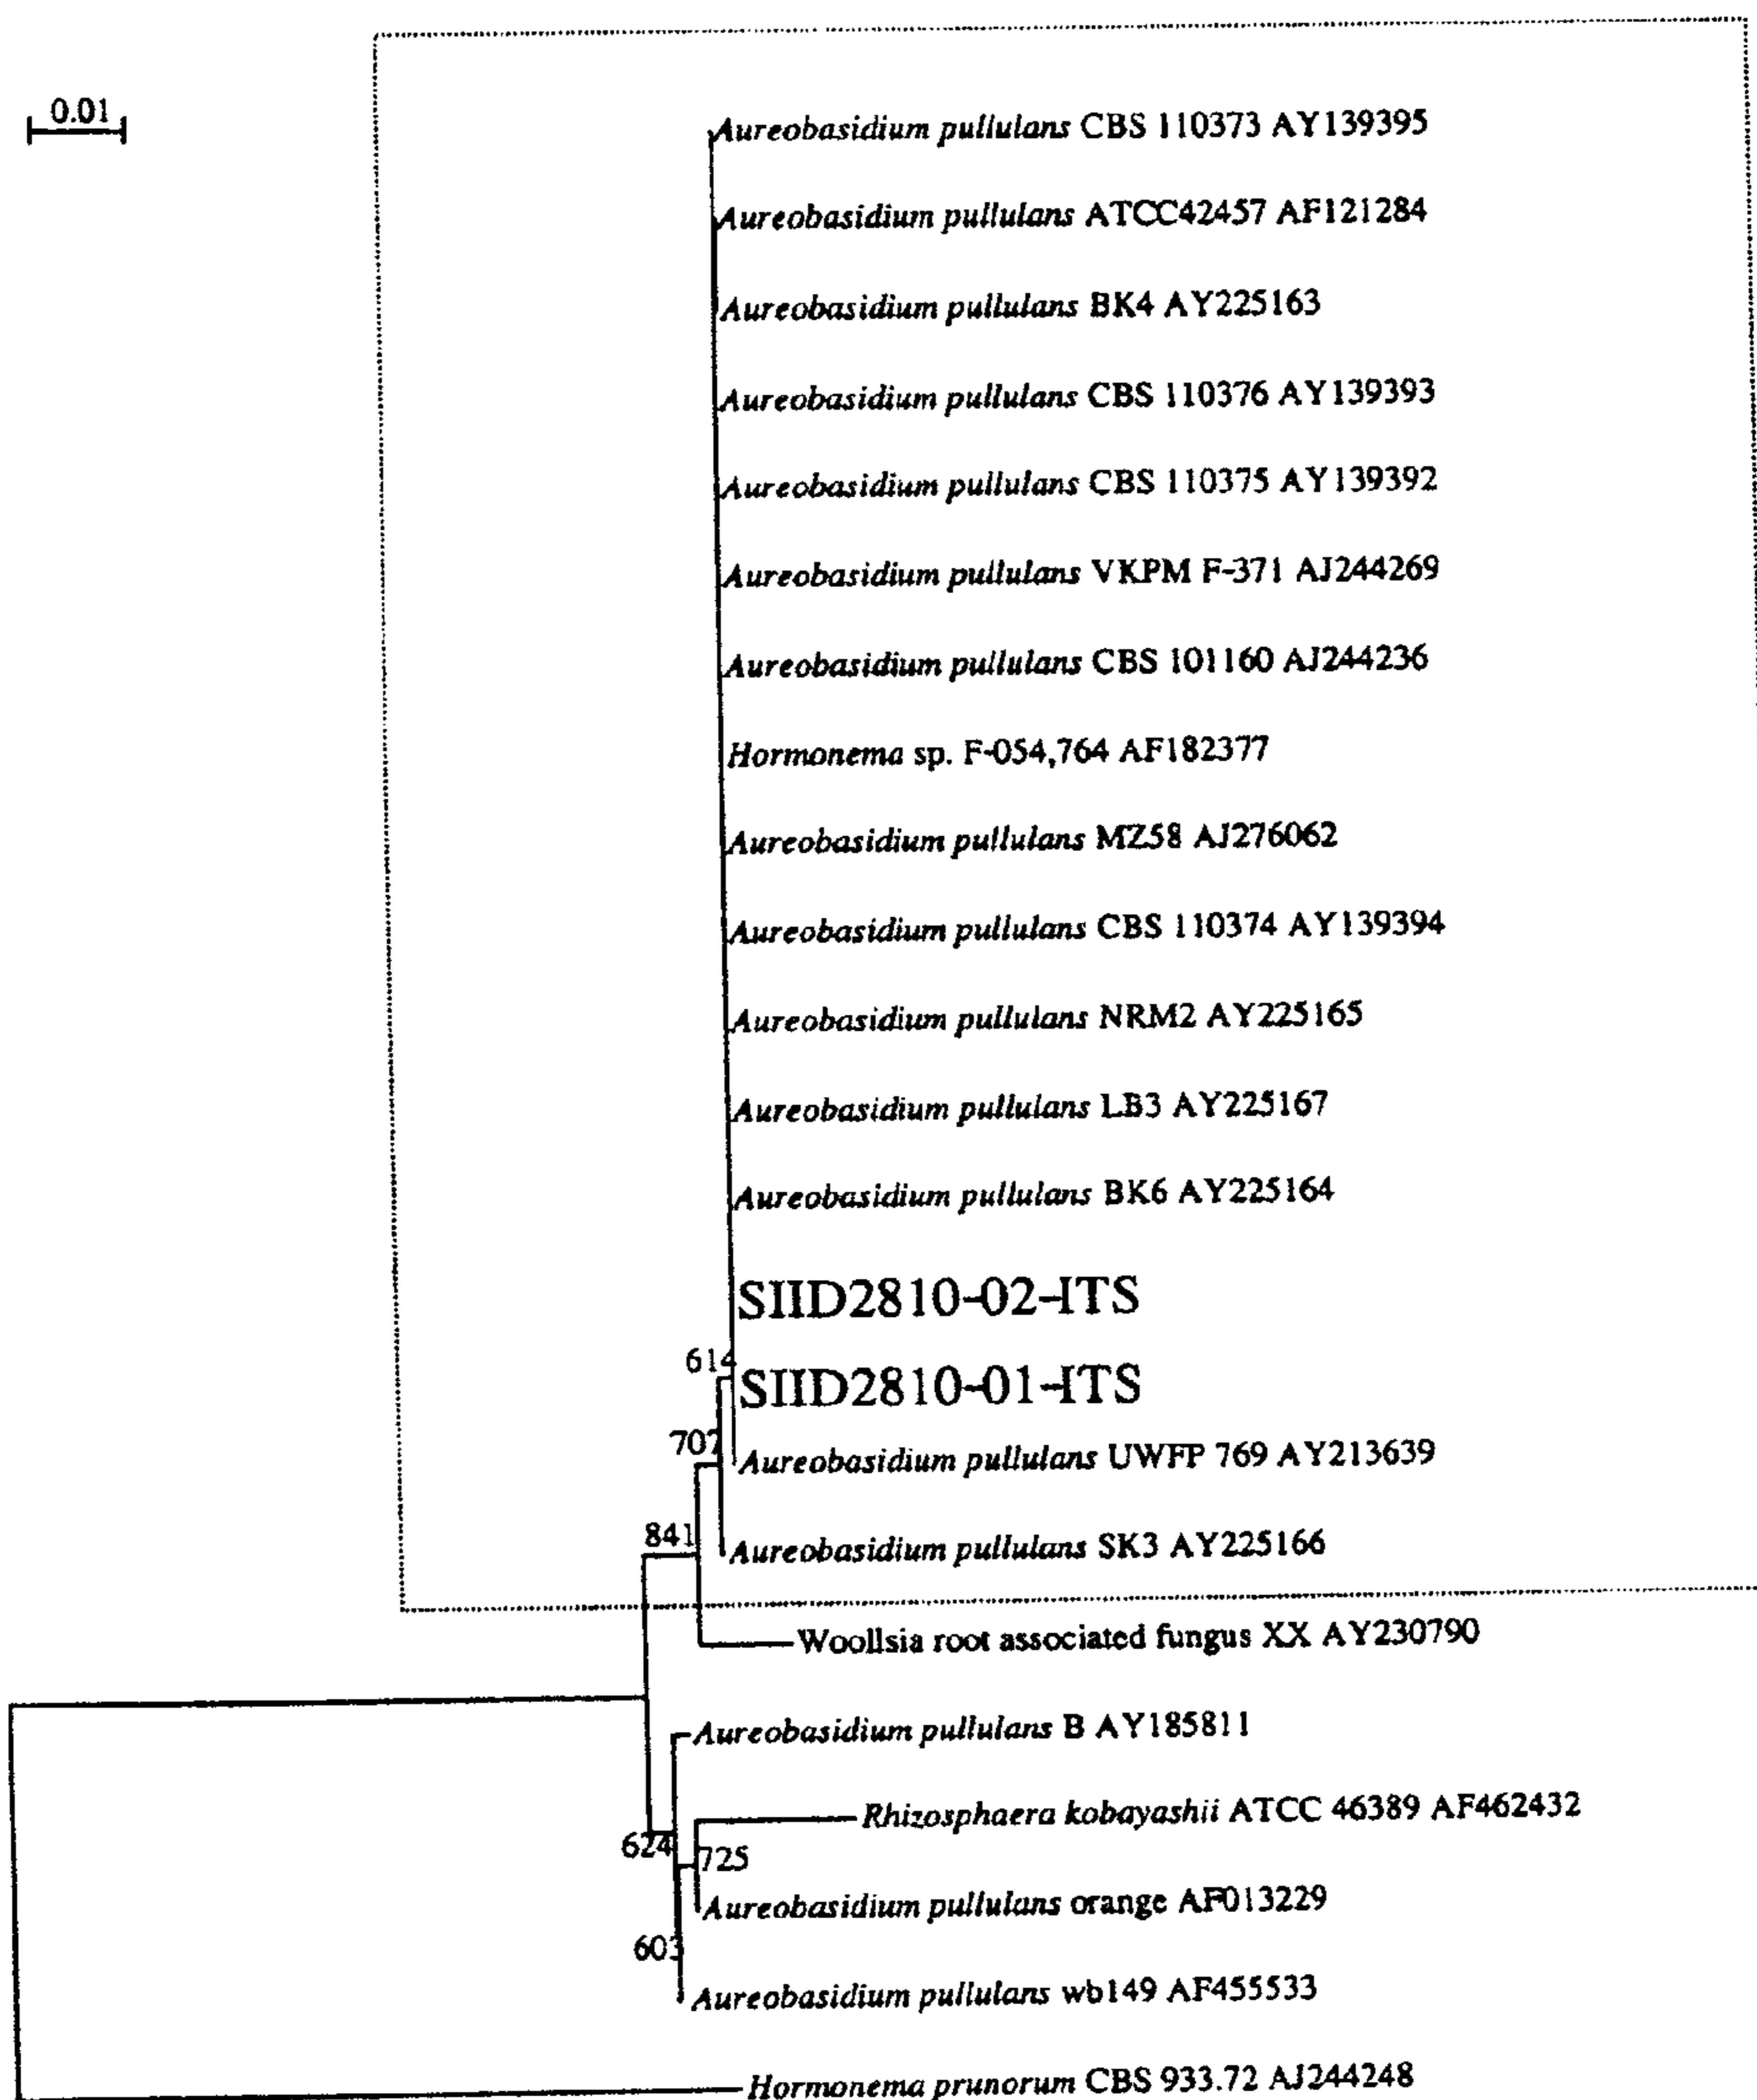 0.01
Aureobasidium pullulans CBS 110373 AY139395
Aureobasidium pullulans ATCC42457 AF121284
Aureobasidium pullulans BK4 AY225163
Aureobasidium pullulans CBS 110376 AY139393
Aureobasidium pullulans CBS 110375 AY139392
Aureobasidium pullulans VKPM F-371 AJ244269
Aureobasidium pullulans CBS 101160 AJ244236
Hormonema sp. F-054,764 AF182377
Aureobasidium pullulans MZ58 AJ276062
Aureobasidium pullulans CBS 110374 AY139394
Aureobasidium pullulans NRM2 AY225165
Aureobasidium pullulans LB3 AY225167
Aureobasidium pullulans BK6 AY225164
SIID2810-02-ITS
614
SIID2810-01-ITS
707
Aureobasidium pullulans UWFP 769 AY213639
841
Aureobasidium pullulans SK3 AY225166
Woollsia root associated fungus XX AY230790
Aureobasidium pullulans B AY185811
Rhizosphaera kobayashii ATCC 46389 AF462432
624
725
Aureobasidium pullulans orange AF013229
603
Aureobasidium pullulans wb149 AF455533
Hormonema prunorum CBS 933.72 AJ244248